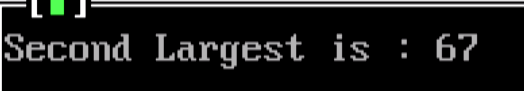 Second Largest is : 67